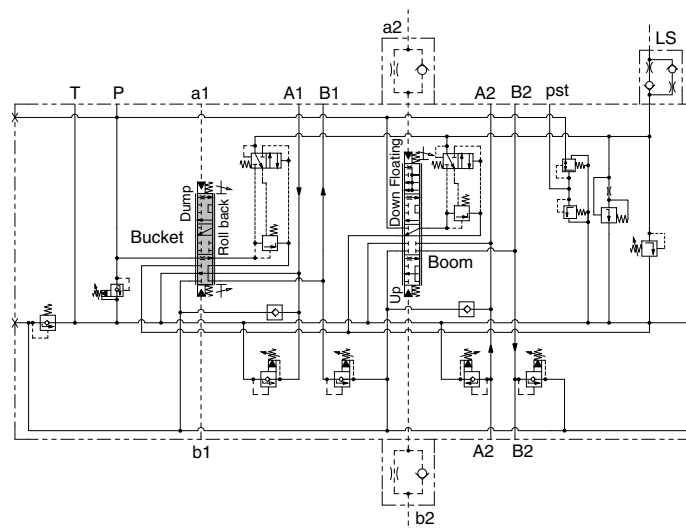 a2
LS
T P a1 A1 B1 A2 B2 pst
Dump
Roll back
Bucket
Down Floating
Up
Boom
b1 A2 B2
b2